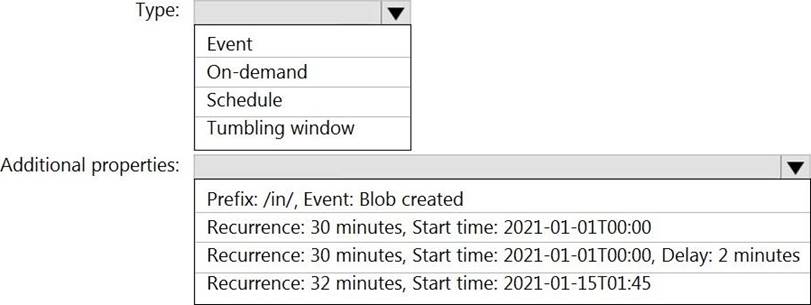 Type:
Event
On-demand
Schedule
Tumbling window
Additional properties:
Prefix: /in/, Event: Blob created
Recurrence: 30 minutes, Start time: 2021-01-01T00:00
Recurrence: 30 minutes, Start time: 2021-01-01T00:00, Delay: 2 minutes
Recurrence: 32 minutes, Start time: 2021-01-15T01:45